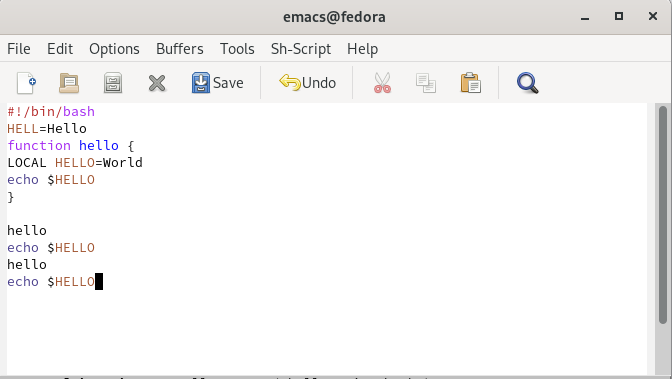 emacs@fedora
File Edit Options Buffers Tools Sh-Script Help
Save Undo
#!/bin/bash
HELL=Hello
function hello {
LOCAL HELLO=World
echo $HELLO
}
hello
echo $HELLO
hello
echo $HELLO